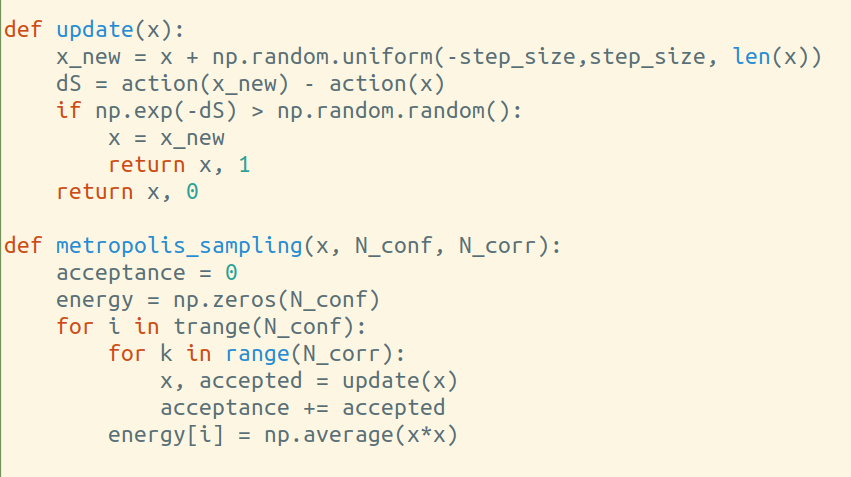 def update(x):
    x_new = x + np.random.uniform(-step_size,step_size, len(x))
    dS = action(x_new) - action(x)
    if np.exp(-dS) > np.random.random():
        x = x_new
        return x, 1
    return x, 0

def metropolis_sampling(x, N_conf, N_corr):
    acceptance = 0
    energy = np.zeros(N_conf)
    for i in trange(N_conf):
        for k in range(N_corr):
            x, accepted = update(x)
            acceptance += accepted
        energy[i] = np.average(x*x)